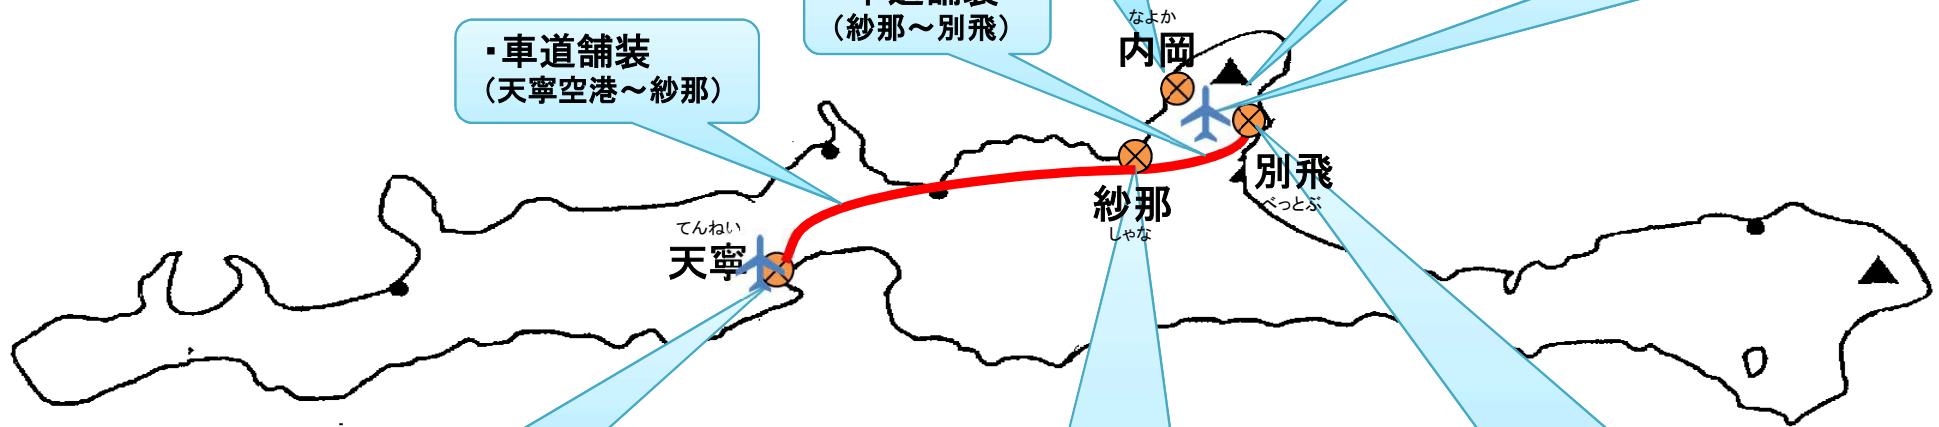 ・車道舗装
（紗那～別飛）
・車道舗装
（天寧空港～紗那）
なよか
内岡
別飛
べっとぶ
紗那
しゃな
てんねい
天寧